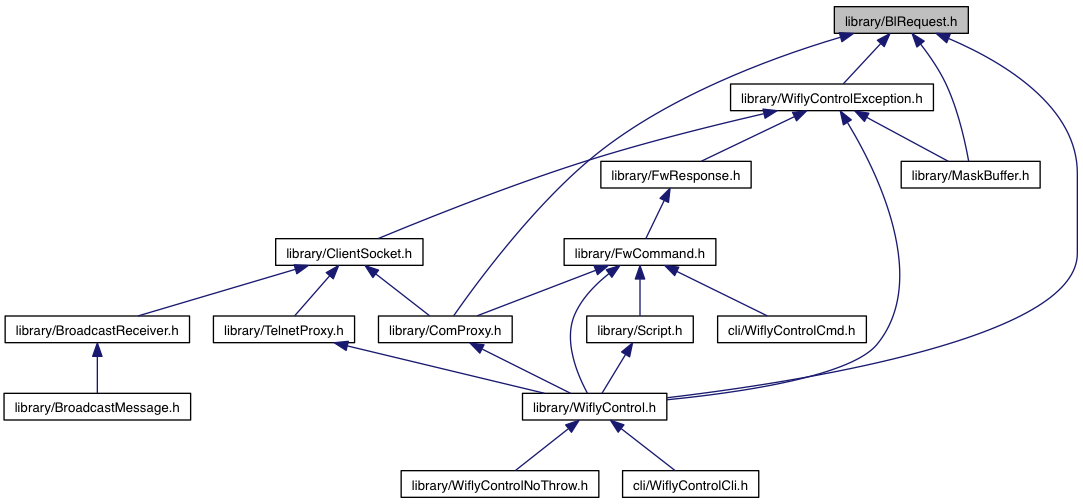 library/BlRequest.h
library/WiflyControlException.h
library/FwResponse.h
library/MaskBuffer.h
library/ClientSocket.h
library/FwCommand.h
library/BroadcastReceiver.h
library/TelnetProxy.h
library/ComProxy.h
library/Script.h
cli/WiflyControlCmd.h
library/BroadcastMessage.h
library/WiflyControl.h
library/WiflyControlNoThrow.h
cli/WiflyControlCli.h